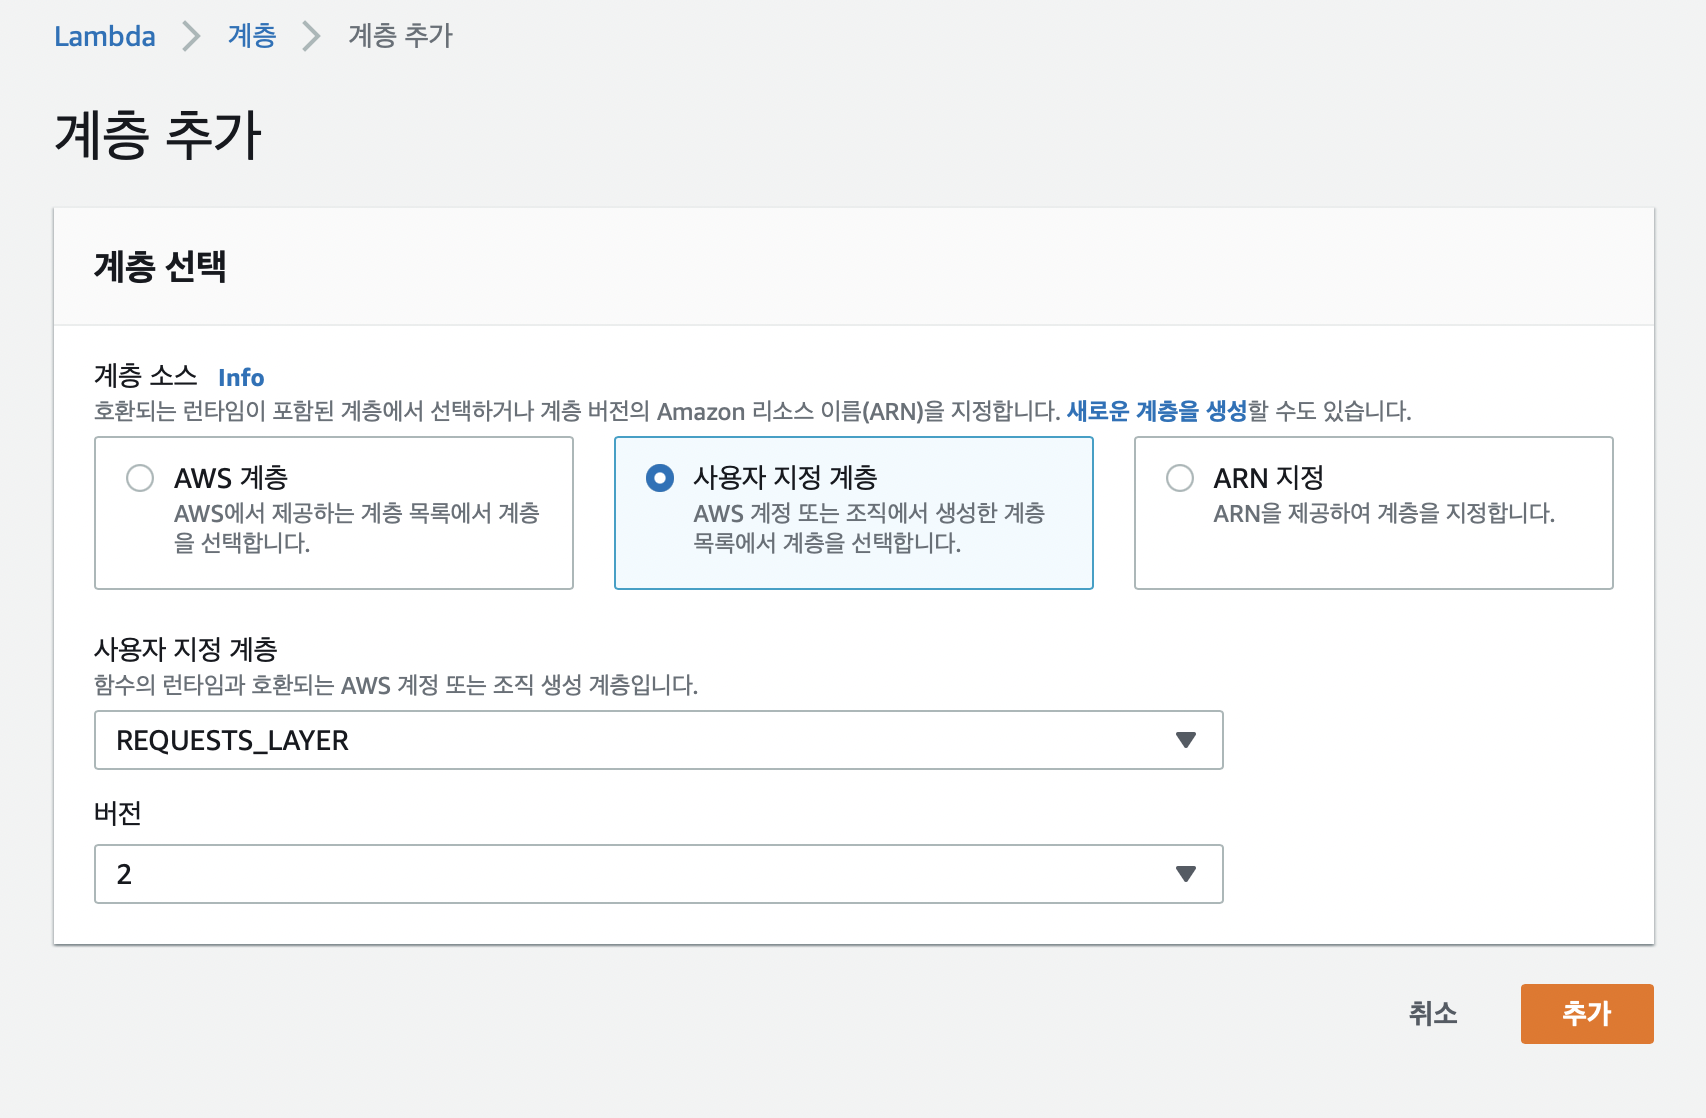 Lambda > 계층 > 계층 추가
계층 추가
계층 선택
계층 소스 Info
호환되는 런타임이 포함된 계층에서 선택하거나 계층 버전의 Amazon 리소스 이름(ARN)을 지정합니다. 새로운 계층을 생성할 수도 있습니다.
AWS 계층
AWS에서 제공하는 계층 목록에서 계층
을 선택합니다.
사용자 지정 계층
AWS 계정 또는 조직에서 생성한 계층
목록에서 계층을 선택합니다.
ARN 지정
ARN을 제공하여 계층을 지정합니다.
사용자 지정 계층
함수의 런타임과 호환되는 AWS 계정 또는 조직 생성 계층입니다.
REQUESTS_LAYER
버전
2
취소
추가